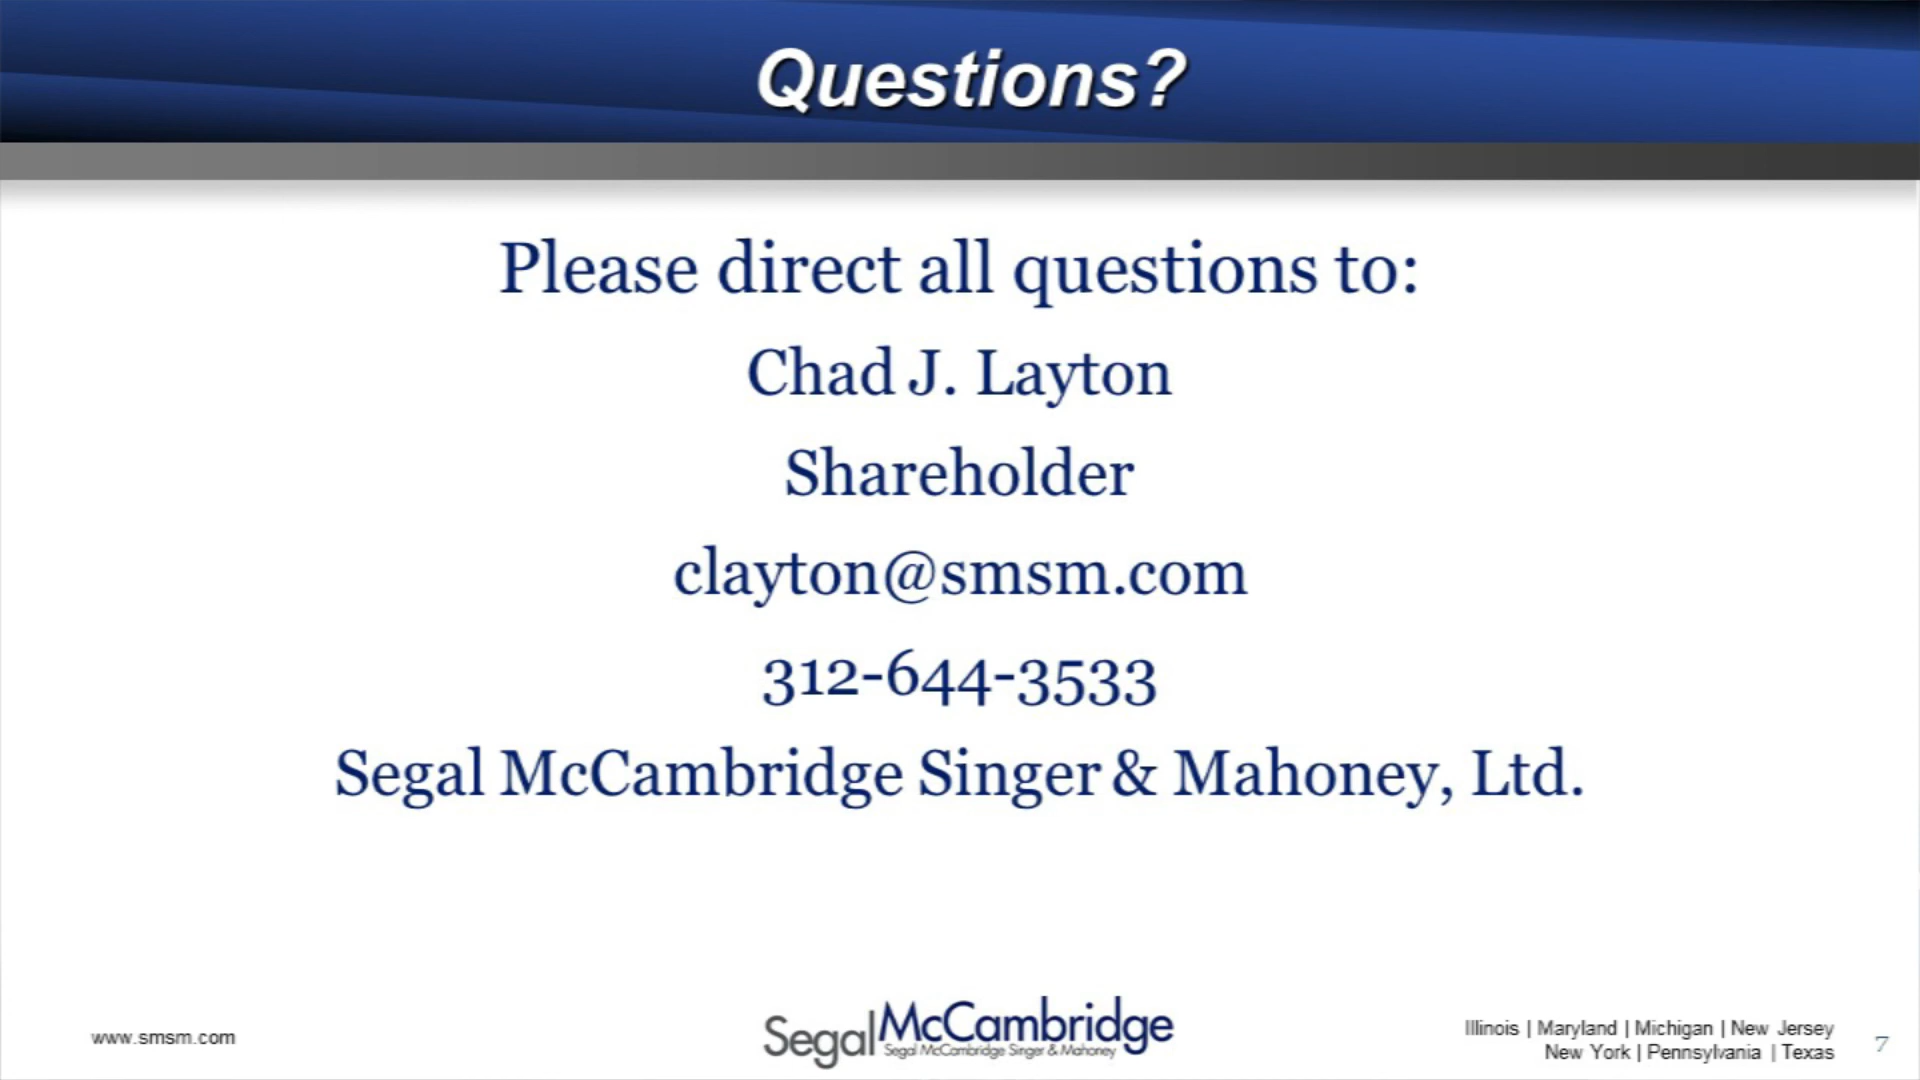 Questions?
Please direct all questions to:
Chad J. Layton
Shareholder
clayton@smsm.com
312-644-3533
Segal McCambridge Singer & Mahoney, Ltd.
www.smsm.com
Segal McCambridge
Segal McCambridge Singer & Mahoney
Illinois | Maryland | Michigan | New Jersey
New York | Pennsylvania | Texas
7